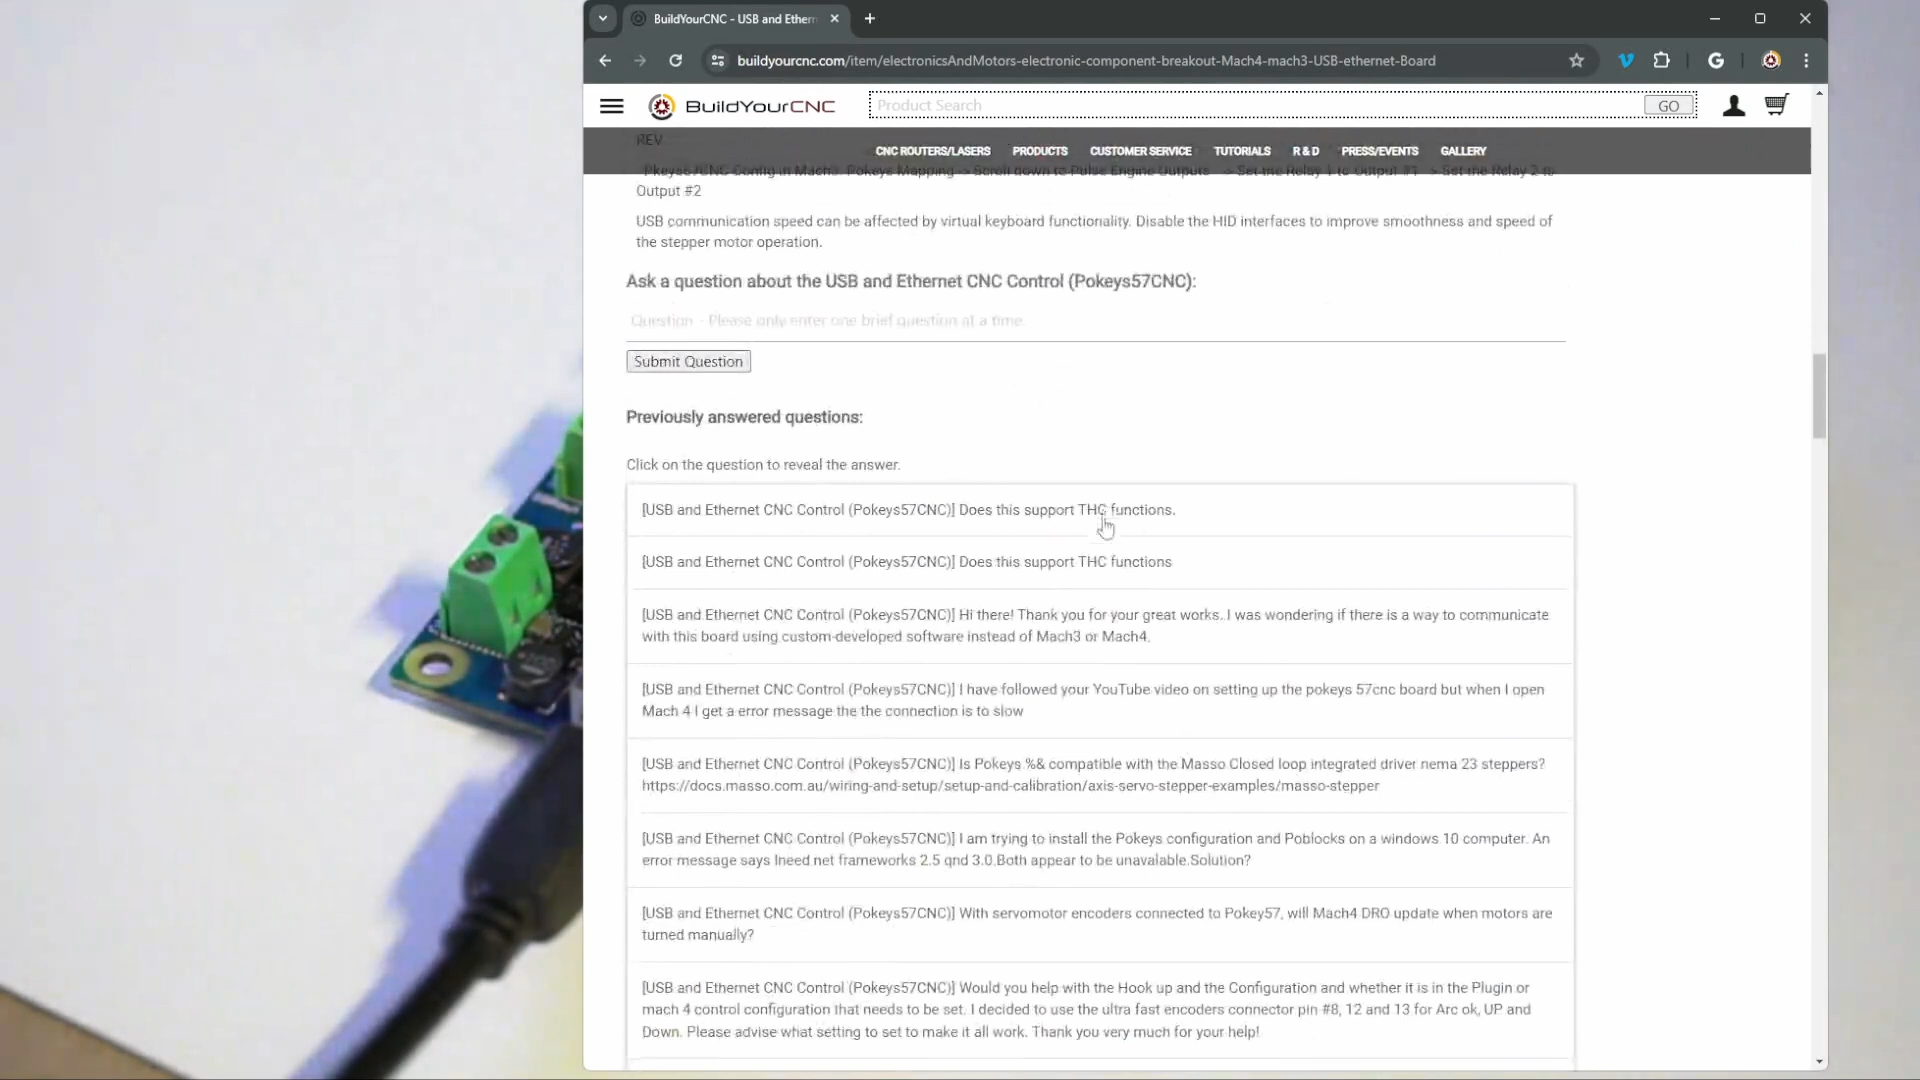 BuildYourCNC - USB and Ethern
buildyourcnc.com/item/electronicsAndMotors-electronic-component-breakout-Mach4-mach3-USB-ethernet-Board
BuildYourCNC
Product Search
GO
REV
CNC ROUTERS/LASERS PRODUCTS CUSTOMER SERVICE TUTORIALS R & D PRESS/EVENTS GALLERY
Output #2
USB communication speed can be affected by virtual keyboard functionality. Disable the HID interfaces to improve smoothness and speed of
the stepper motor operation.
Ask a question about the USB and Ethernet CNC Control (Pokeys57CNC):
Question - Please only enter one brief question at a time.
Submit Question
Previously answered questions:
Click on the question to reveal the answer.
[USB and Ethernet CNC Control (Pokeys57CNC)] Does this support THC functions.
[USB and Ethernet CNC Control (Pokeys57CNC)] Does this support THC functions
[USB and Ethernet CNC Control (Pokeys57CNC)] Hi there! Thank you for your great works..I was wondering if there is a way to communicate
with this board using custom-developed software instead of Mach3 or Mach4.
[USB and Ethernet CNC Control (Pokeys57CNC)] I have followed your YouTube video on setting up the pokeys 57cnc board but when I open
Mach 4 I get a error message the the connection is to slow
[USB and Ethernet CNC Control (Pokeys57CNC)] Is Pokeys %& compatible with the Masso Closed loop integrated driver nema 23 steppers?
https://docs.masso.com.au/wiring-and-setup/setup-and-calibration/axis-servo-stepper-examples/masso-stepper
[USB and Ethernet CNC Control (Pokeys57CNC)] I am trying to install the Pokeys configuration and Poblocks on a windows 10 computer. An
error message says Ineed net frameworks 2.5 qnd 3.0.Both appear to be unavalable.Solution?
[USB and Ethernet CNC Control (Pokeys57CNC)] With servomotor encoders connected to Pokey57, will Mach4 DRO update when motors are
turned manually?
[USB and Ethernet CNC Control (Pokeys57CNC)] Would you help with the Hook up and the Configuration and whether it is in the Plugin or
mach 4 control configuration that needs to be set. I decided to use the ultra fast encoders connector pin #8, 12 and 13 for Arc ok, UP and
Down. Please advise what setting to set to make it all work. Thank you very much for your help!